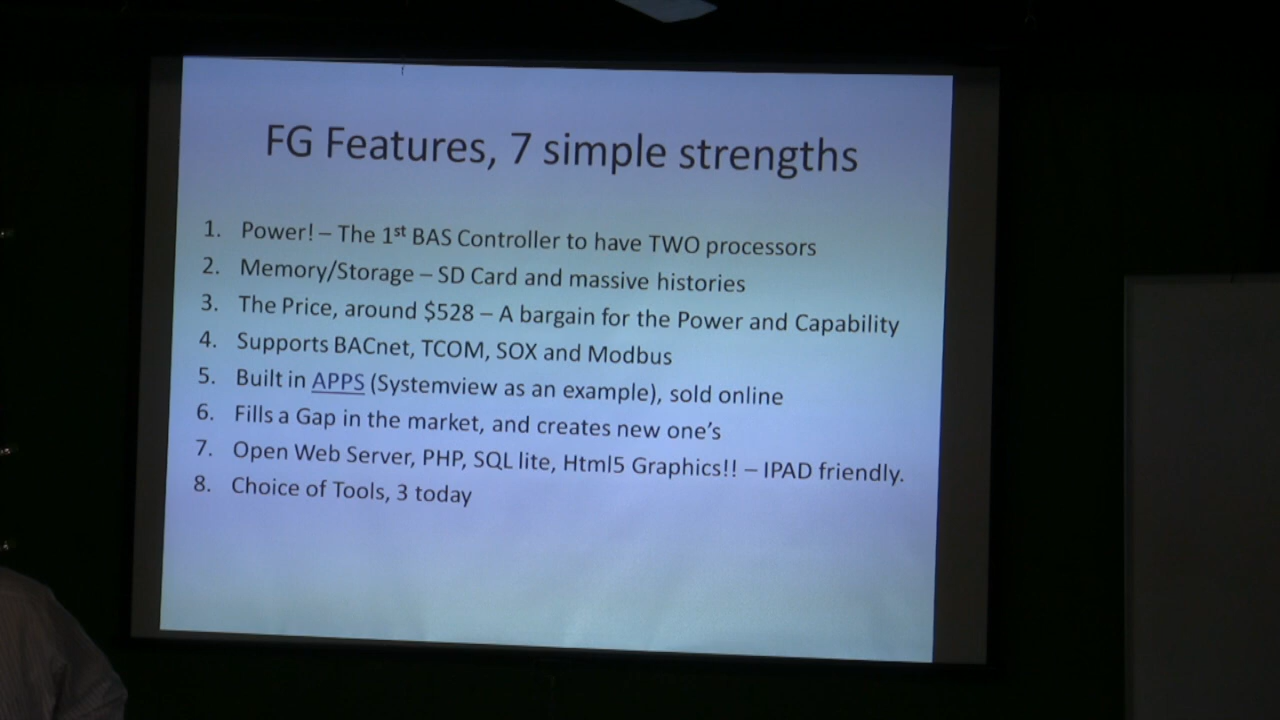 FG Features, 7 simple strengths
1. Power! – The 1st BAS Controller to have TWO processors
2. Memory/Storage – SD Card and massive histories
3. The Price, around $528 – A bargain for the Power and Capability
4. Supports BACnet, TCOM, SOX and Modbus
5. Built in APPS (Systemview as an example), sold online
6. Fills a Gap in the market, and creates new one's
7. Open Web Server, PHP, SQL lite, Html5 Graphics!! – IPAD friendly.
8. Choice of Tools, 3 today